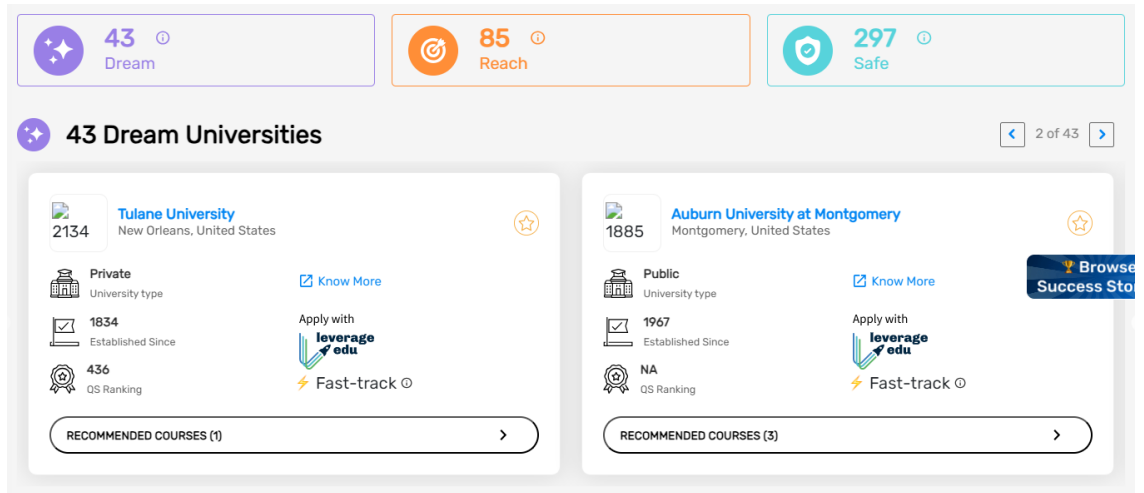 43
Dream
85
Reach
297
Safe
43 Dream Universities
2 of 43
2134
Tulane University
New Orleans, United States
Private
University type
Know More
1834
Established Since
Apply with
leverage
edu
436
QS Ranking
Fast-track
RECOMMENDED COURSES (1)
1885
Auburn University at Montgomery
Montgomery, United States
Public
University type
Know More
1967
Established Since
Apply with
leverage
edu
NA
QS Ranking
Fast-track
RECOMMENDED COURSES (3)
Browse
Success Stor